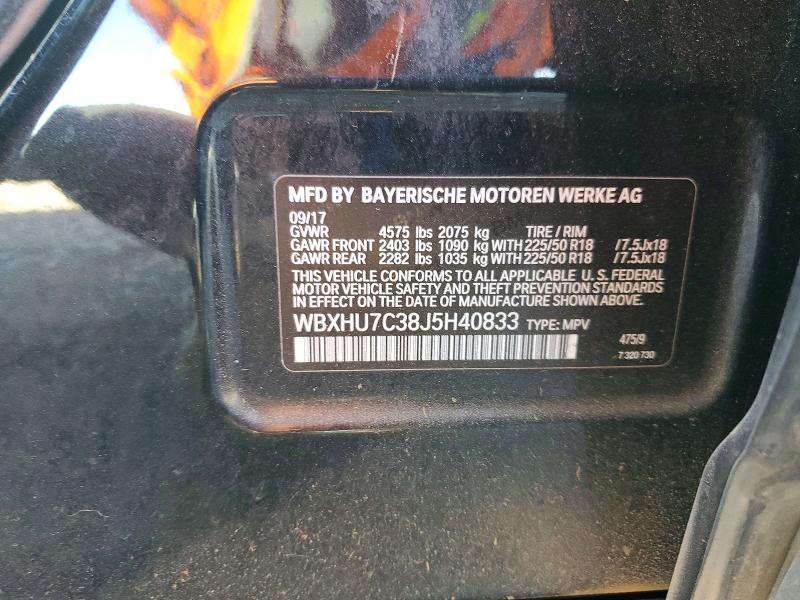 MFD BY BAYERISCHE MOTOREN WERKE AG
09/17
GVWR 4575 lbs 2075 kg TIRE / RIM
GAWR FRONT 2403 lbs 1090 kg WITH 225/50 R18 /7.5Jx18
GAWR REAR 2282 lbs 1035 kg WITH 225/50 R18 /7.5Jx18
THIS VEHICLE CONFORMS TO ALL APPLICABLE U. S. FEDERAL
MOTOR VEHICLE SAFETY AND THEFT PREVENTION STANDARDS
IN EFFECT ON THE DATE OF MANUFACTURE SHOWN ABOVE.
WBXHU7C38J5H40833 TYPE: MPV
475/9
7 320 730